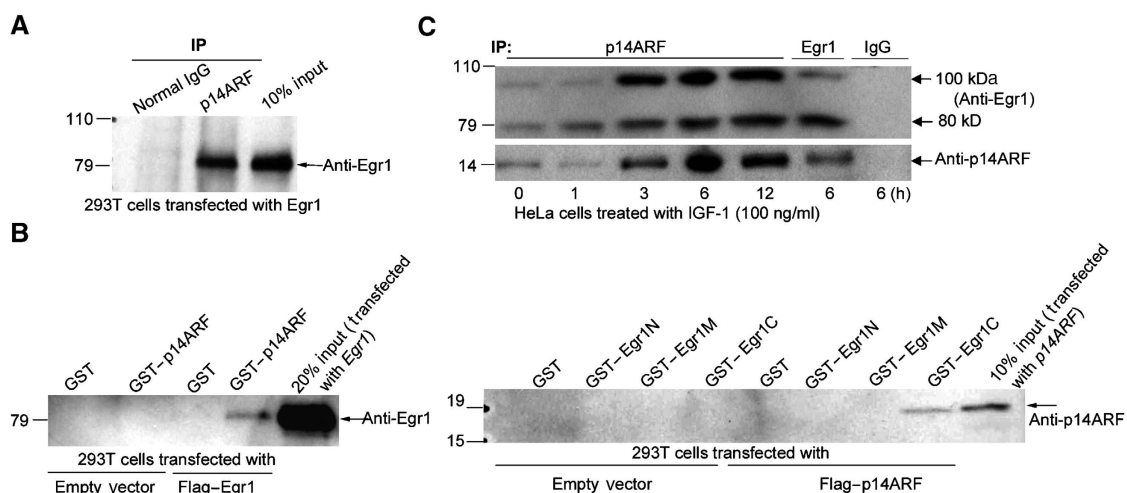 A
IP
Normal IgG
p14ARF
10% input
110
79
Anti-Egr1
293T cells transfected with Egr1
C
IP:
p14ARF
Egr1
IgG
110
79
14
100 kDa
(Anti-Egr1)
80 kD
Anti-p14ARF
0 1 3 6 12 6 6 (h)
HeLa cells treated with IGF-1 (100 ng/ml)
B
GST
GST–p14ARF
GST
GST–p14ARF
20% input (transfected
with Egr1)
79
Anti-Egr1
293T cells transfected with
Empty vector
Flag–Egr1
GST
GST–Egr1N
GST–Egr1M
GST–Egr1C
GST
GST–Egr1N
GST–Egr1M
GST–Egr1C
10% input (transfected
with p14ARF)
19
15
Anti-p14ARF
293T cells transfected with
Empty vector
Flag–p14ARF